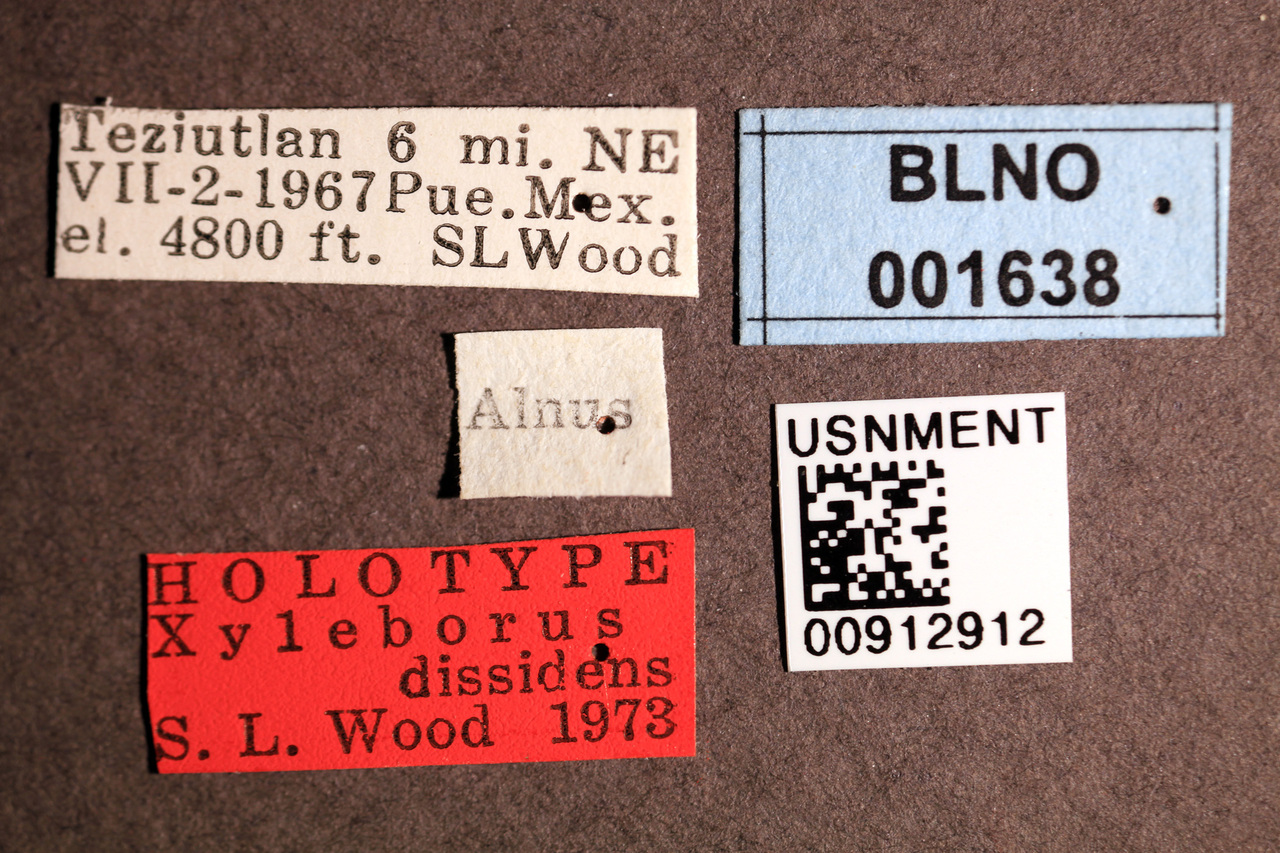 Teziutlan 6 mi. NE
VII-2-1967 Pue. Mex.
el. 4800 ft. SLWood
BLNO
001638
Alnus
USNMENT
00912912
HOLOTYPE
Xyleborus
dissidens
S. L. Wood 1973